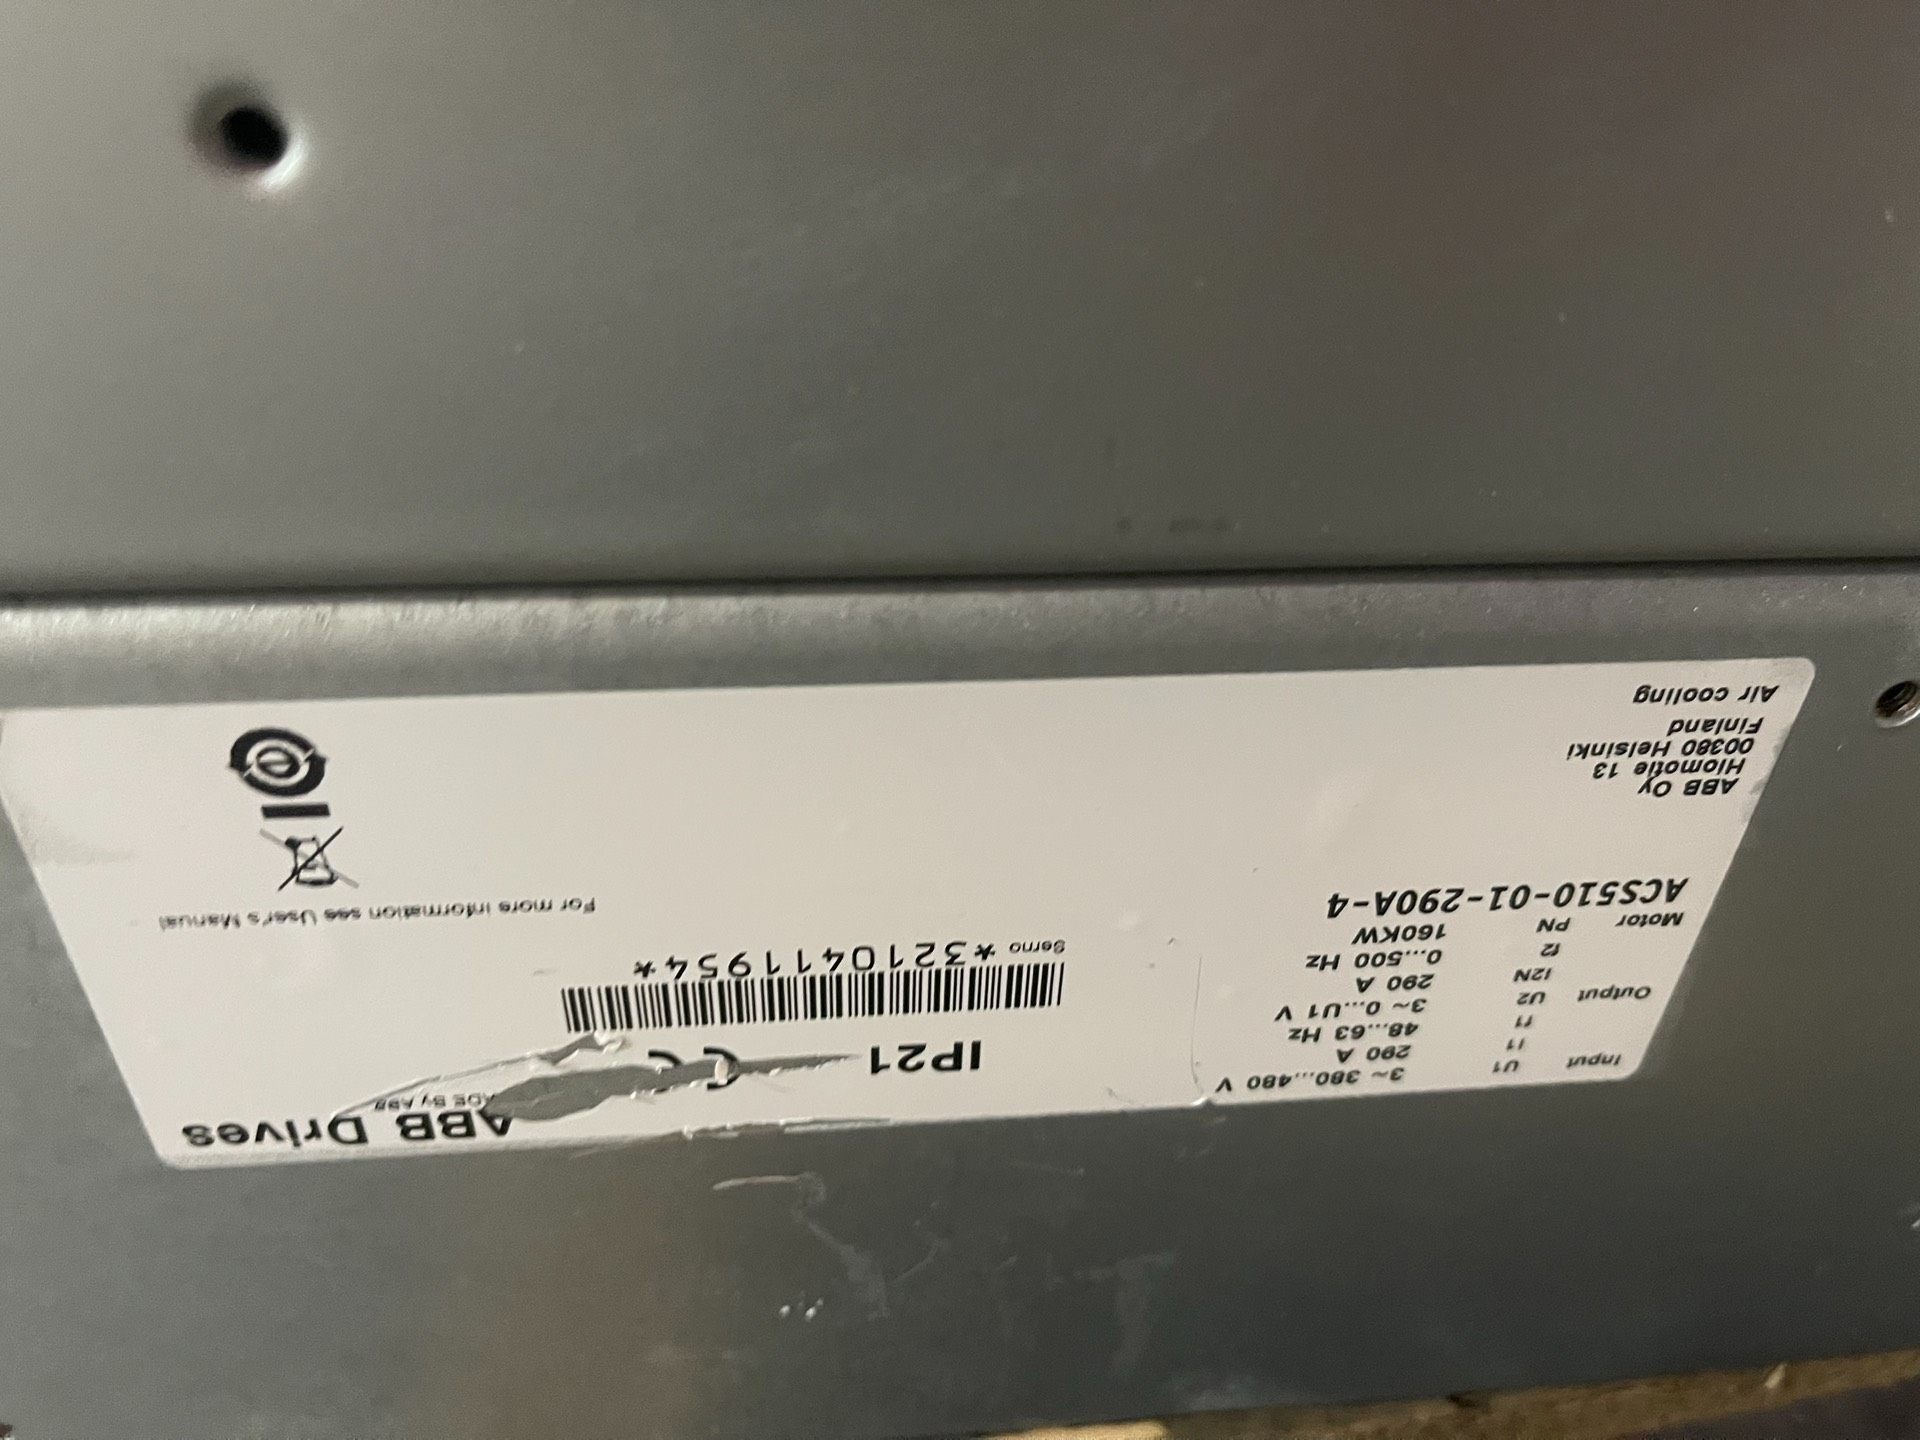 ABB Oy
Hiomotie 13
00380 Helsinki
Finland
Air cooling
ACS510-01-290A-4
Input U1 3~ 380...480 V
I1 290 A
f1 48...63 Hz
Output U2 3~ 0...U1 V
I2N 290 A
f2 0...500 Hz
Motor PN 160KW
ABB Drives
By ABB
IP21
Serno *3210411954*
For more information see User's Manual
e